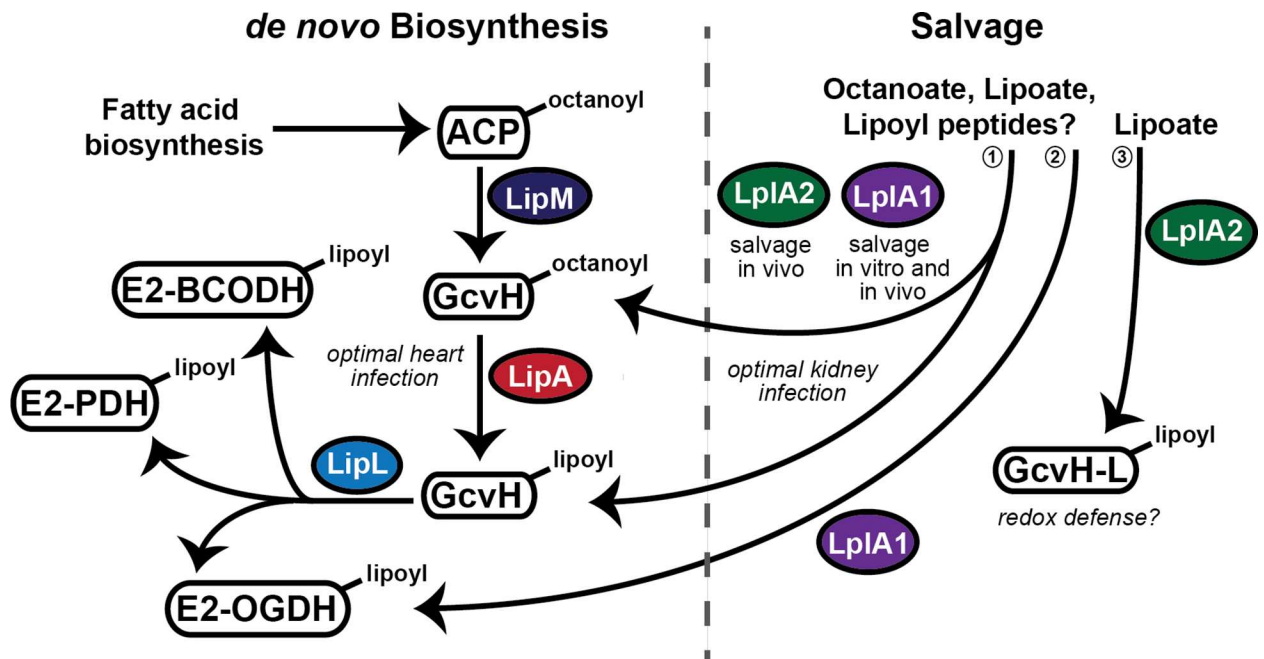 de novo Biosynthesis
Salvage
Fatty acid
biosynthesis
ACP
octanoyl
LipM
GcvH
octanoyl
optimal heart
infection
LipA
GcvH
lipoyl
LipL
E2-BCODH
lipoyl
E2-PDH
lipoyl
E2-OGDH
lipoyl
Octanoate, Lipoate,
Lipoyl peptides?
Lipoate
1
2
3
LplA2
salvage
in vivo
LplA1
salvage
in vitro and
in vivo
optimal kidney
infection
LplA1
LplA2
GcvH-L
lipoyl
redox defense?